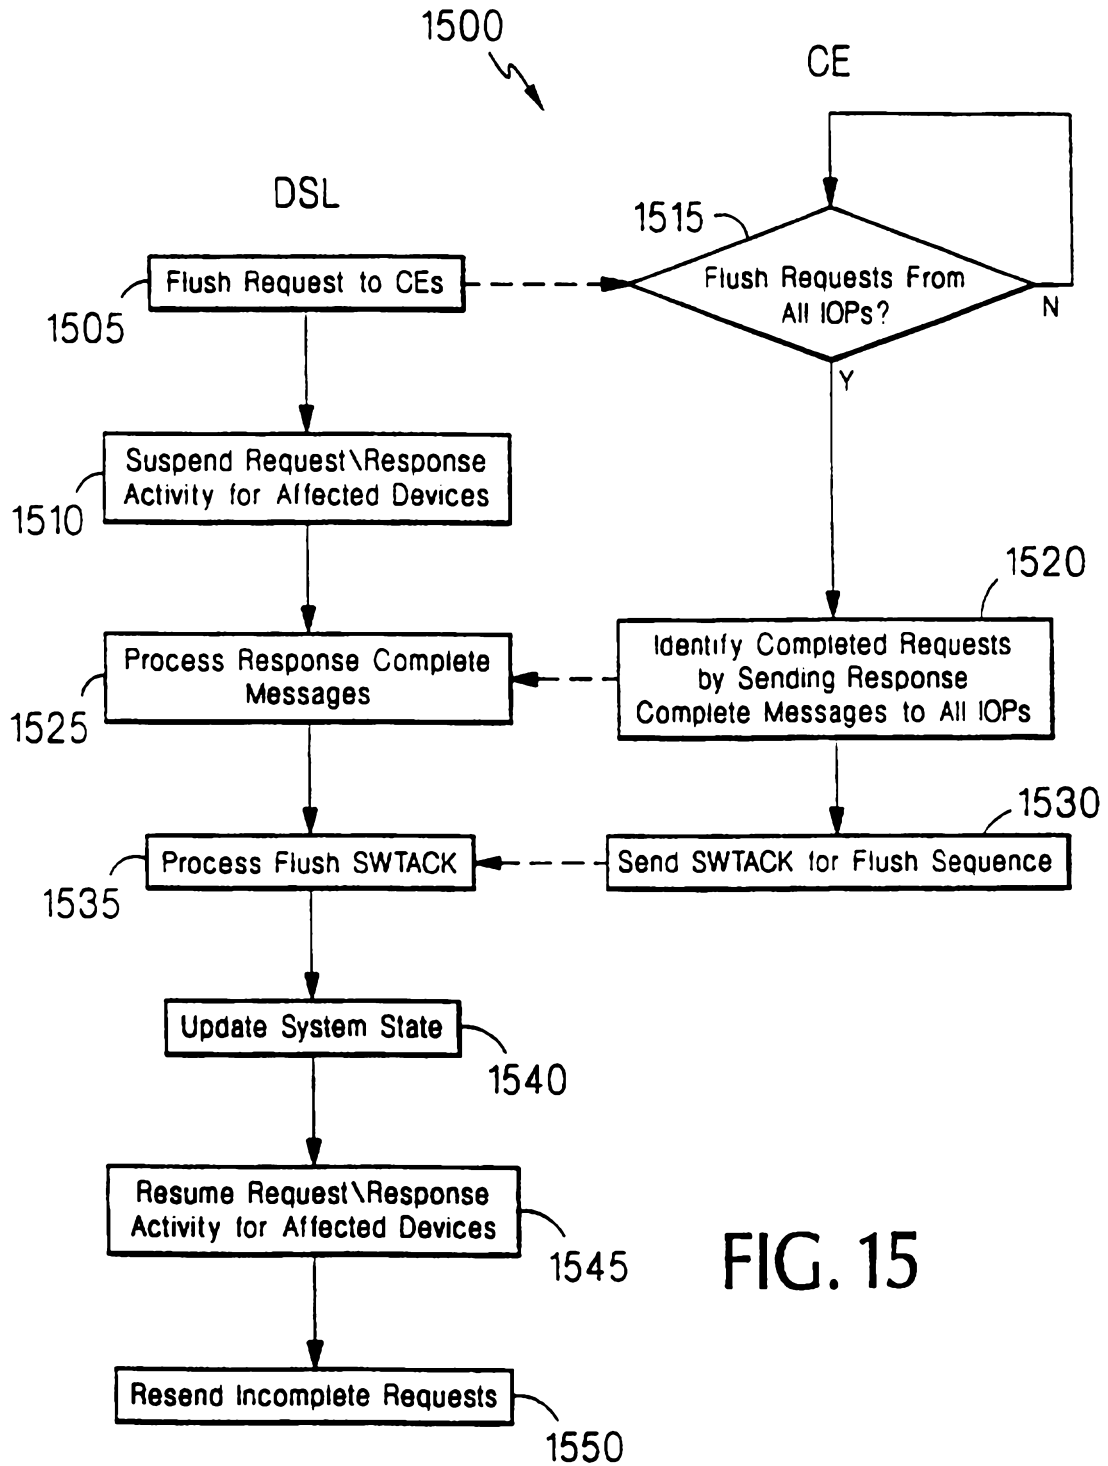 1500
CE
DSL
1515
Flush Request to CEs
Flush Requests From
All IOPs?
N
1505
Y
Suspend Request\Response
Activity for Affected Devices
1510
1520
Process Response Complete
Messages
Identify Completed Requests
by Sending Response
Complete Messages to All IOPs
1525
1530
Process Flush SWTACK
Send SWTACK for Flush Sequence
1535
Update System State
1540
Resume Request\Response
Activity for Affected Devices
1545
FIG. 15
Resend Incomplete Requests
1550